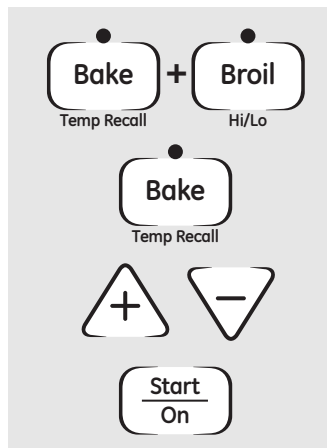 Bake + Broil
Temp Recall Hi/Lo
Bake
Temp Recall
+ −
Start
On